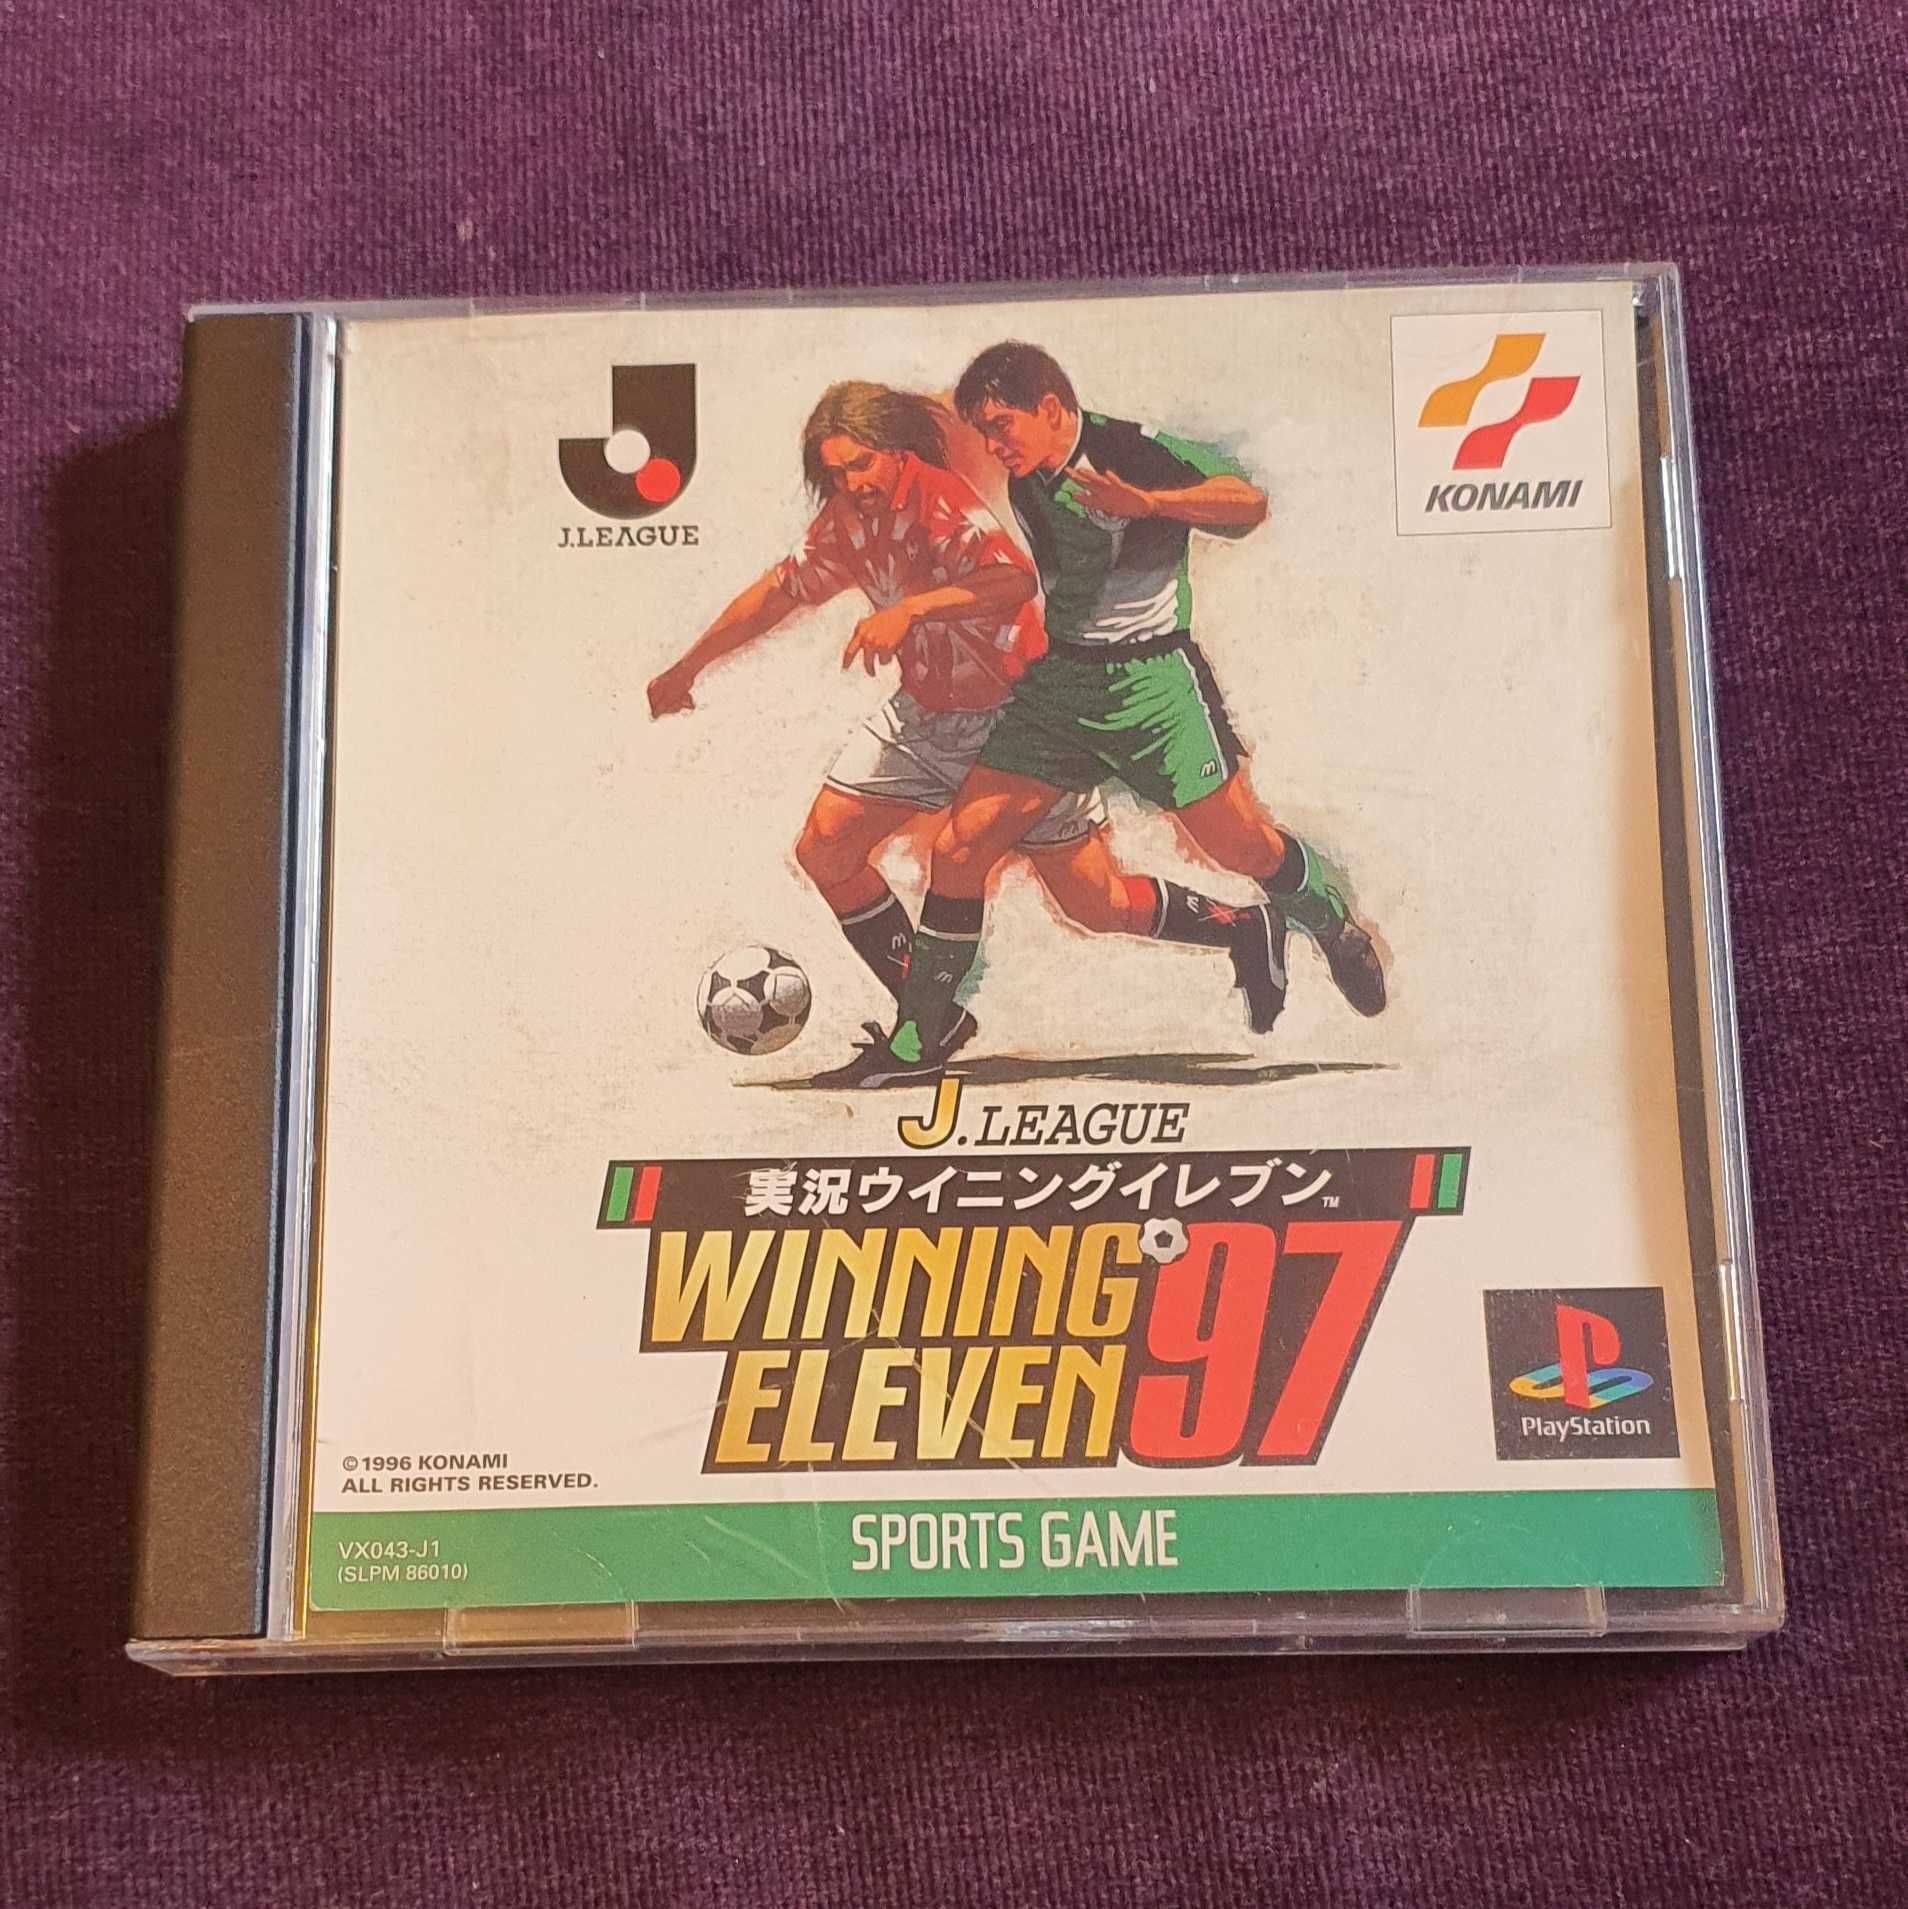 J.LEAGUE
KONAMI
J.LEAGUE
実況ウイニングイレブン™
WINNING
ELEVEN
'97
PlayStation
©1996 KONAMI
ALL RIGHTS RESERVED.
VX043-J1
(SLPM 86010)
SPORTS GAME